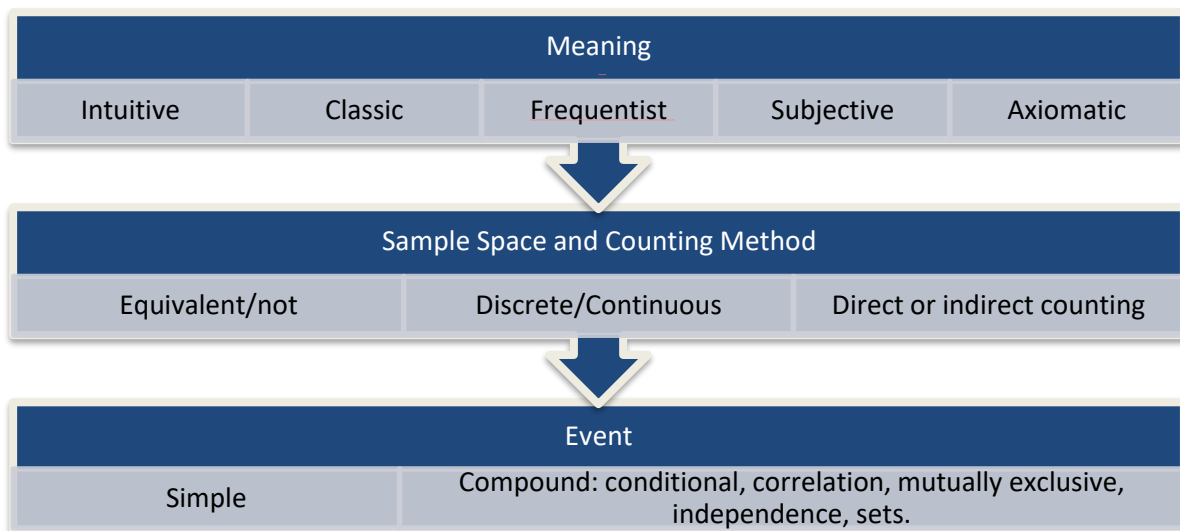 Meaning
Intuitive
Classic
Frequentist
Subjective
Axiomatic
Sample Space and Counting Method
Equivalent/not
Discrete/Continuous
Direct or indirect counting
Event
Simple
Compound: conditional, correlation, mutually exclusive,
independence, sets.